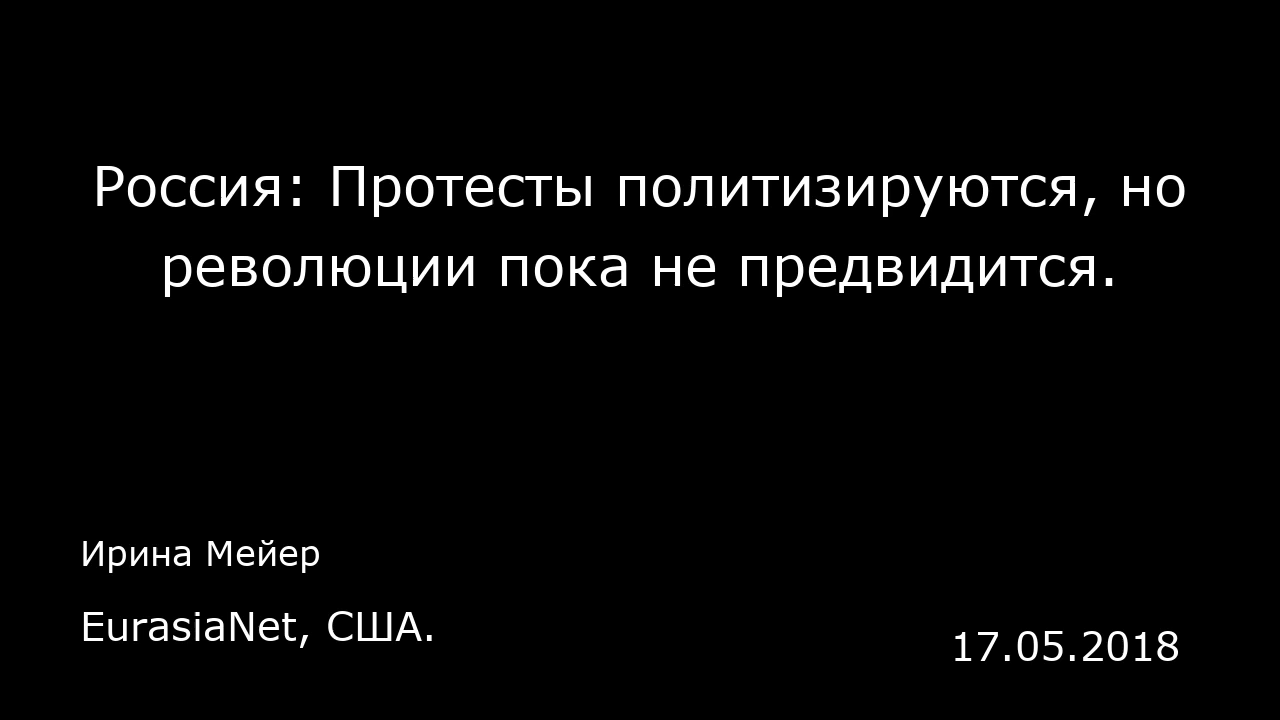 Россия: Протесты политизируются, но
революции пока не предвидится.
Ирина Мейер
EurasiaNet, США.
17.05.2018